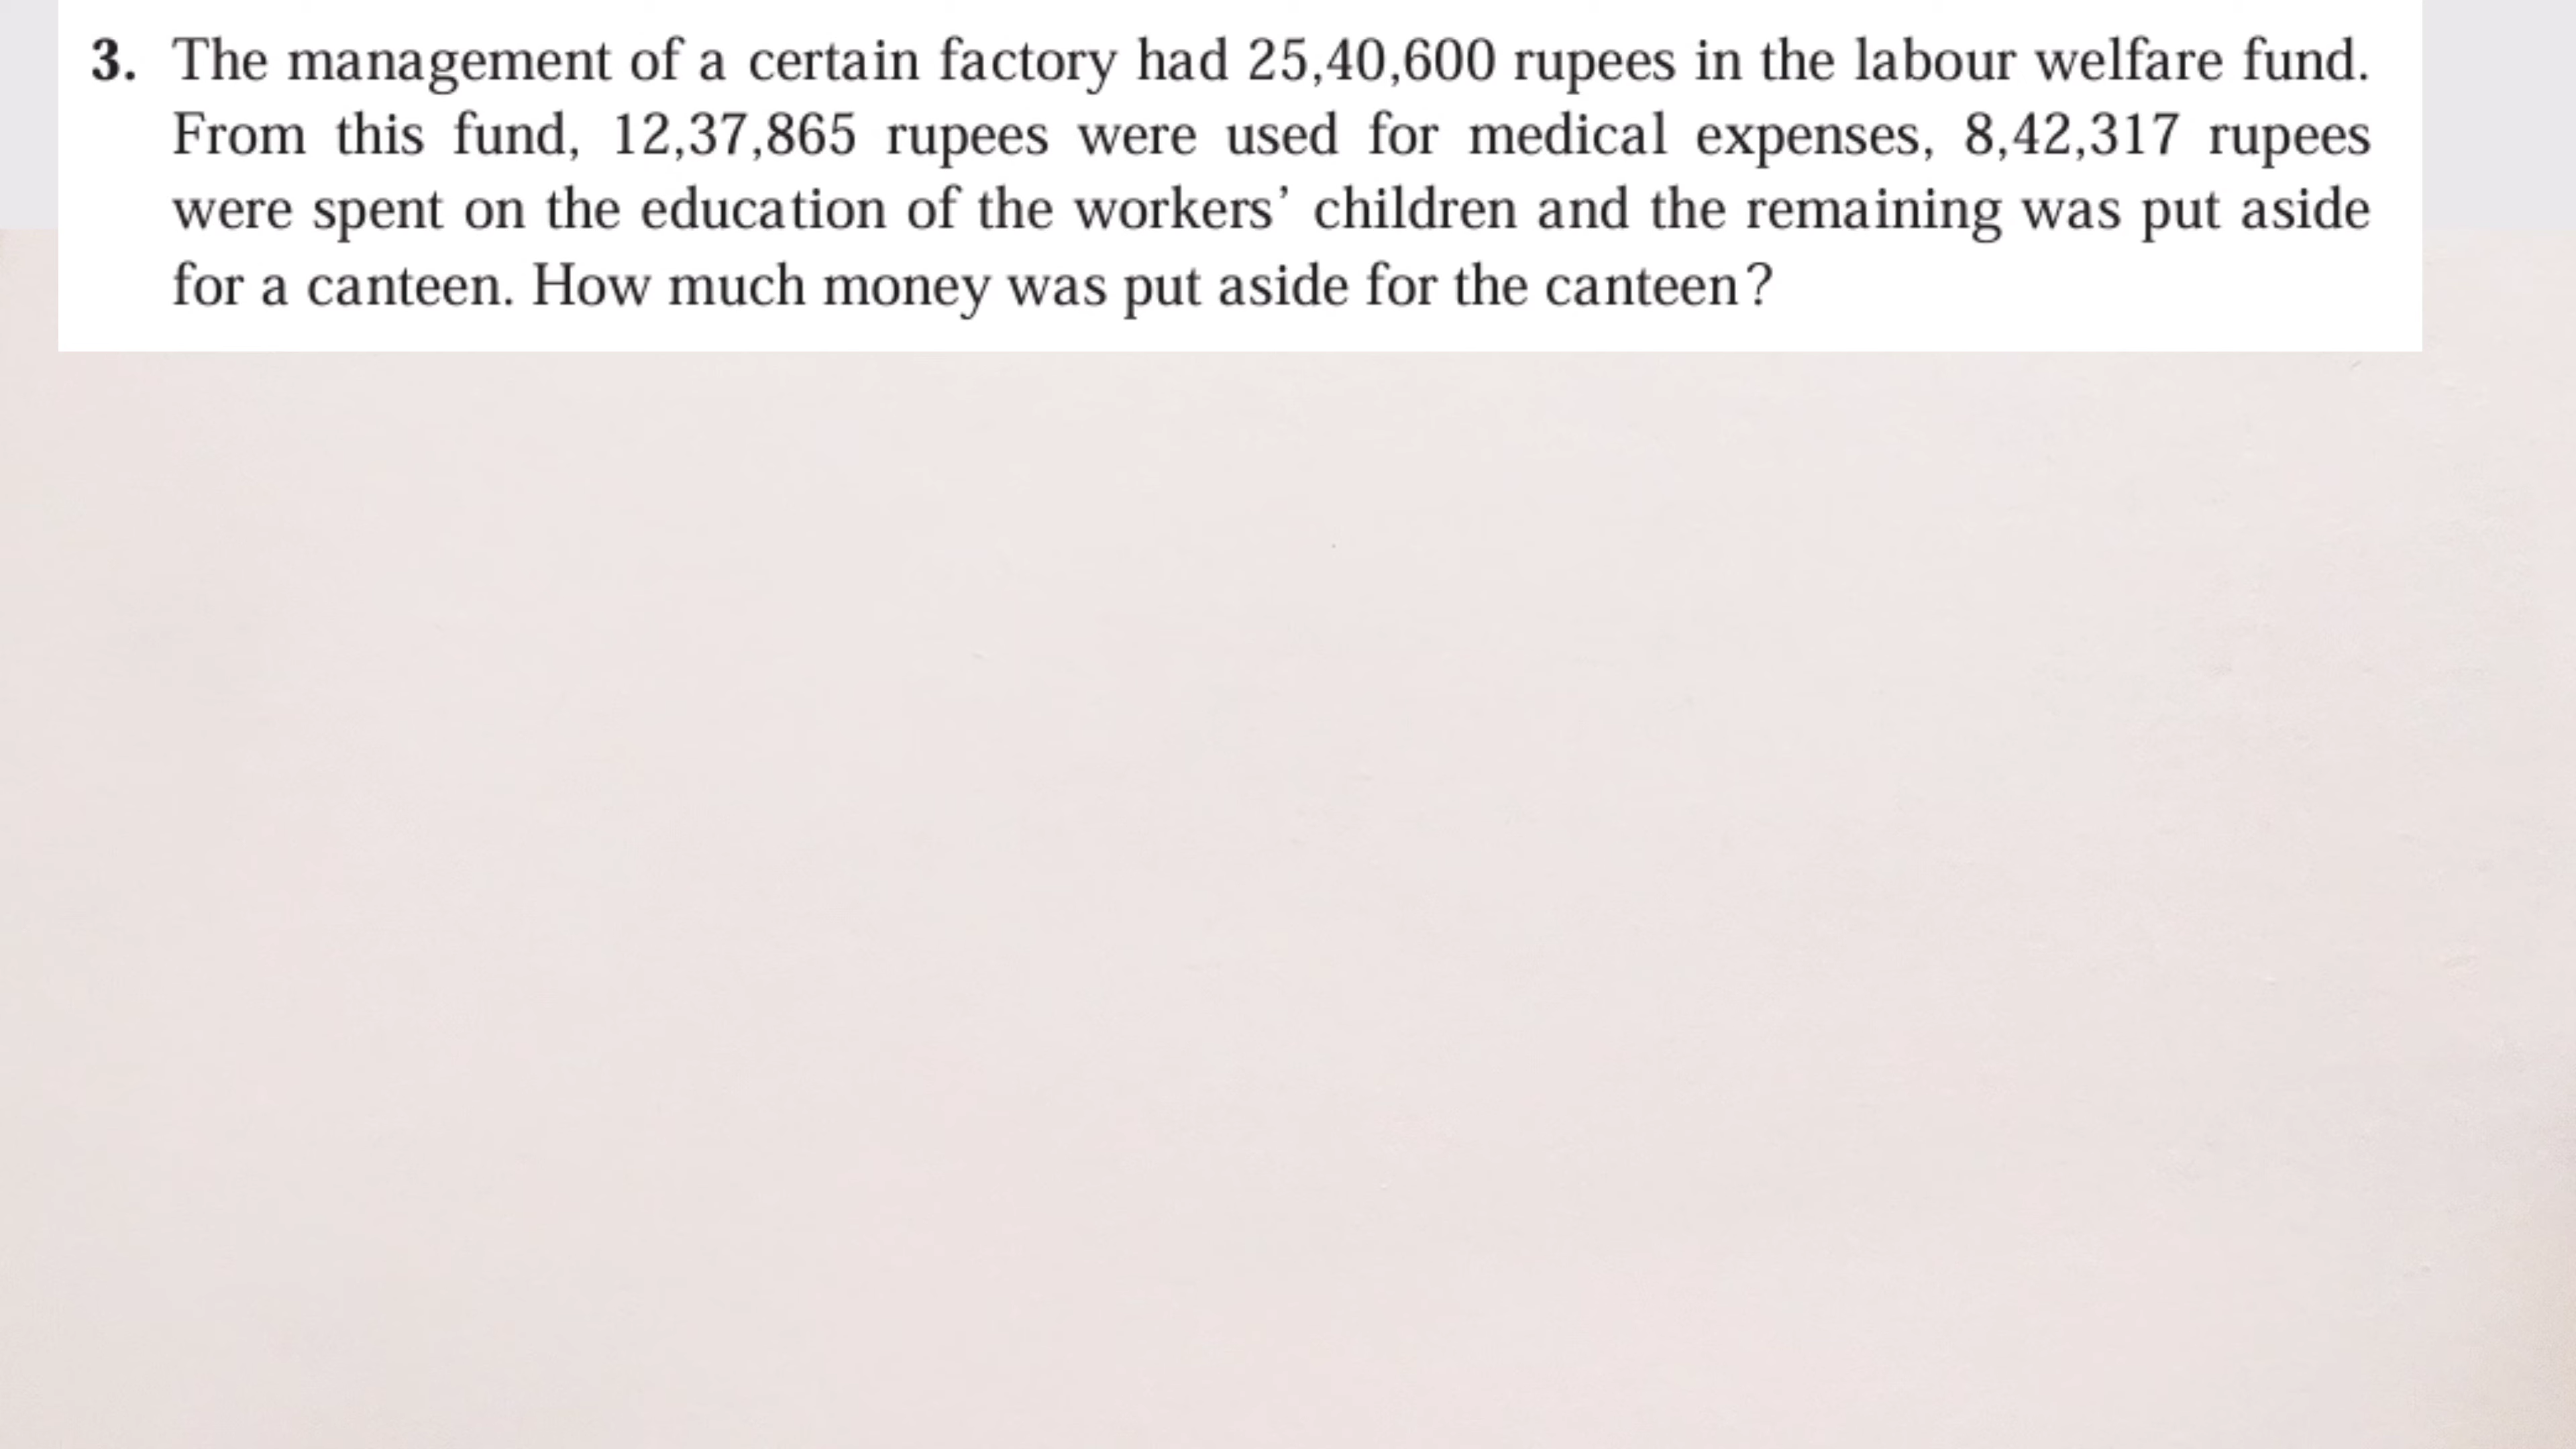 3. The management of a certain factory had 25,40,600 rupees in the labour welfare fund.
From this fund, 12,37,865 rupees were used for medical expenses, 8,42,317 rupees
were spent on the education of the workers’ children and the remaining was put aside
for a canteen. How much money was put aside for the canteen?